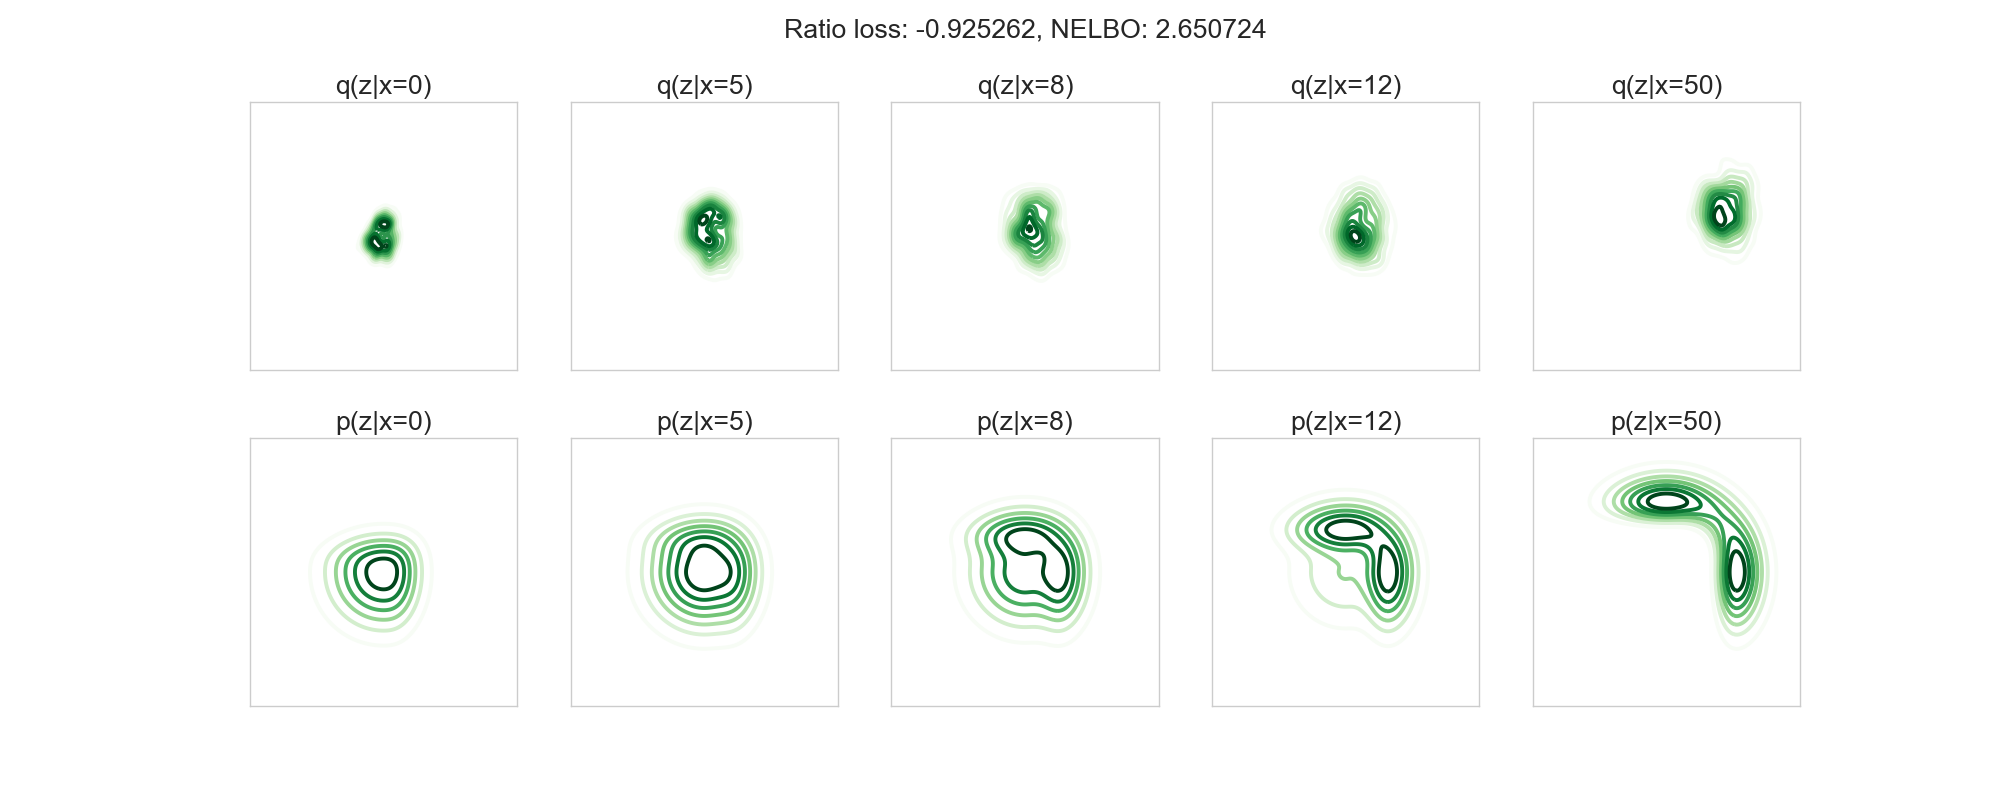 Ratio loss: -0.925262, NELBO: 2.650724
q(z|x=0) q(z|x=5) q(z|x=8) q(z|x=12) q(z|x=50)
p(z|x=0) p(z|x=5) p(z|x=8) p(z|x=12) p(z|x=50)